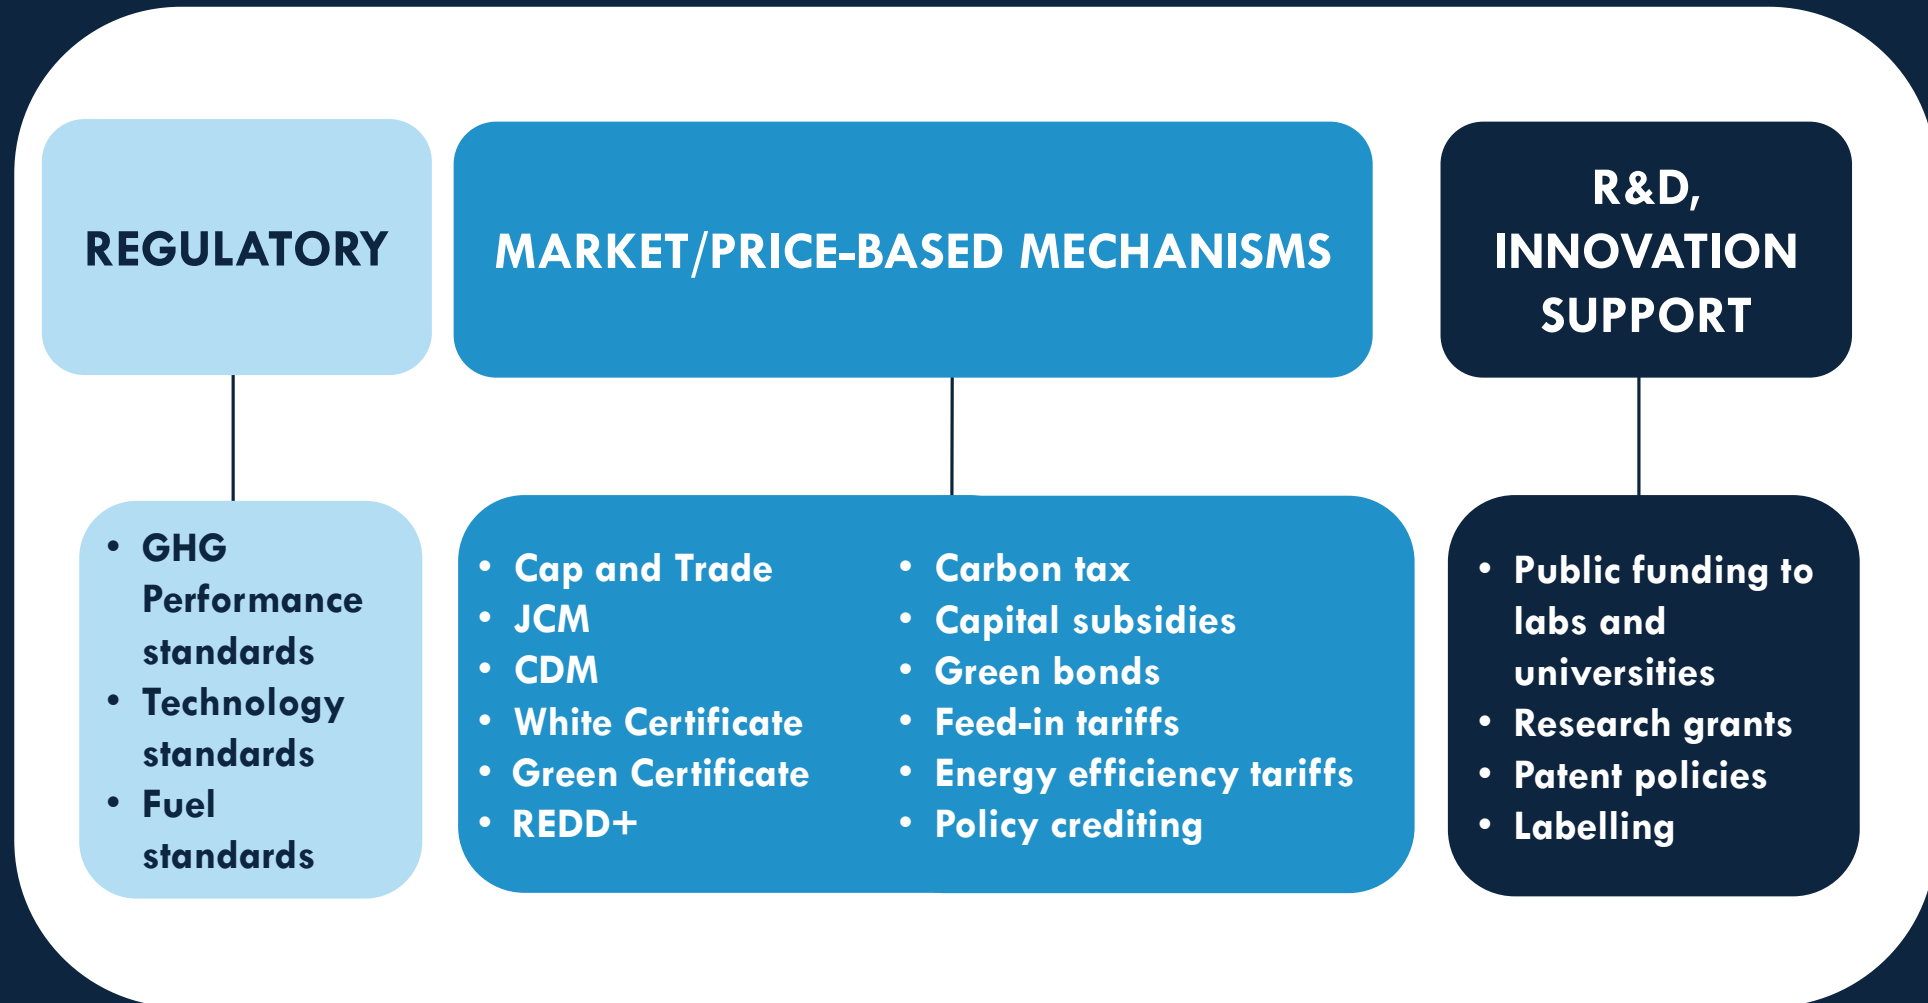 REGULATORY
MARKET/PRICE-BASED MECHANISMS
R&D,
INNOVATION
SUPPORT
• GHG
Performance
standards
• Technology
standards
• Fuel
standards
• Cap and Trade
• JCM
• CDM
• White Certificate
• Green Certificate
• REDD+
• Carbon tax
• Capital subsidies
• Green bonds
• Feed-in tariffs
• Energy efficiency tariffs
• Policy crediting
• Public funding to
labs and
universities
• Research grants
• Patent policies
• Labelling